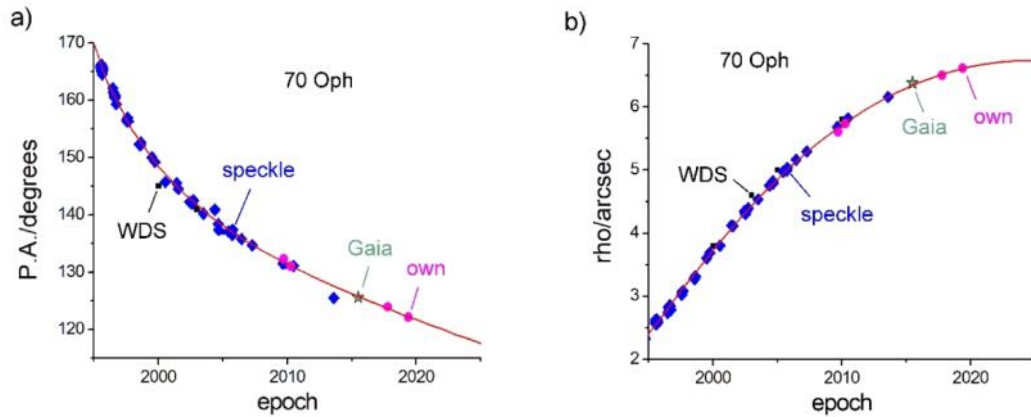 a)
P.A./degrees
170
160
150
140
130
120
70 Oph
speckle
WDS
Gaia
own
2000 2010 2020
epoch
b)
rho/arcsec
7
6
5
4
3
2
70 Oph
Gaia
own
WDS
speckle
2000 2010 2020
epoch